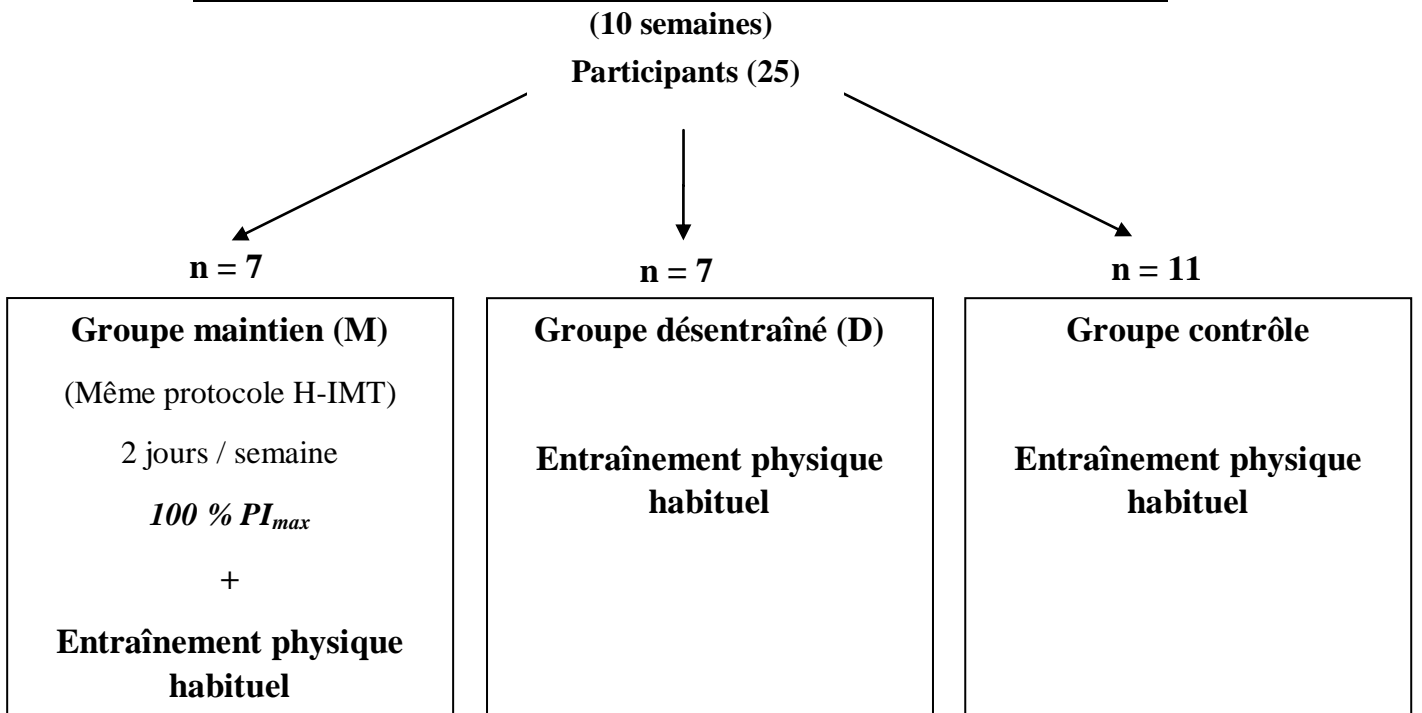 (10 semaines)
Participants (25)
n = 7
n = 7
n = 11
Groupe maintien (M)
(Même protocole H-IMT)
2 jours / semaine
100 % PImax
+
Entraînement physique
habituel
Groupe désentraîné (D)
Entraînement physique
habituel
Groupe contrôle
Entraînement physique
habituel